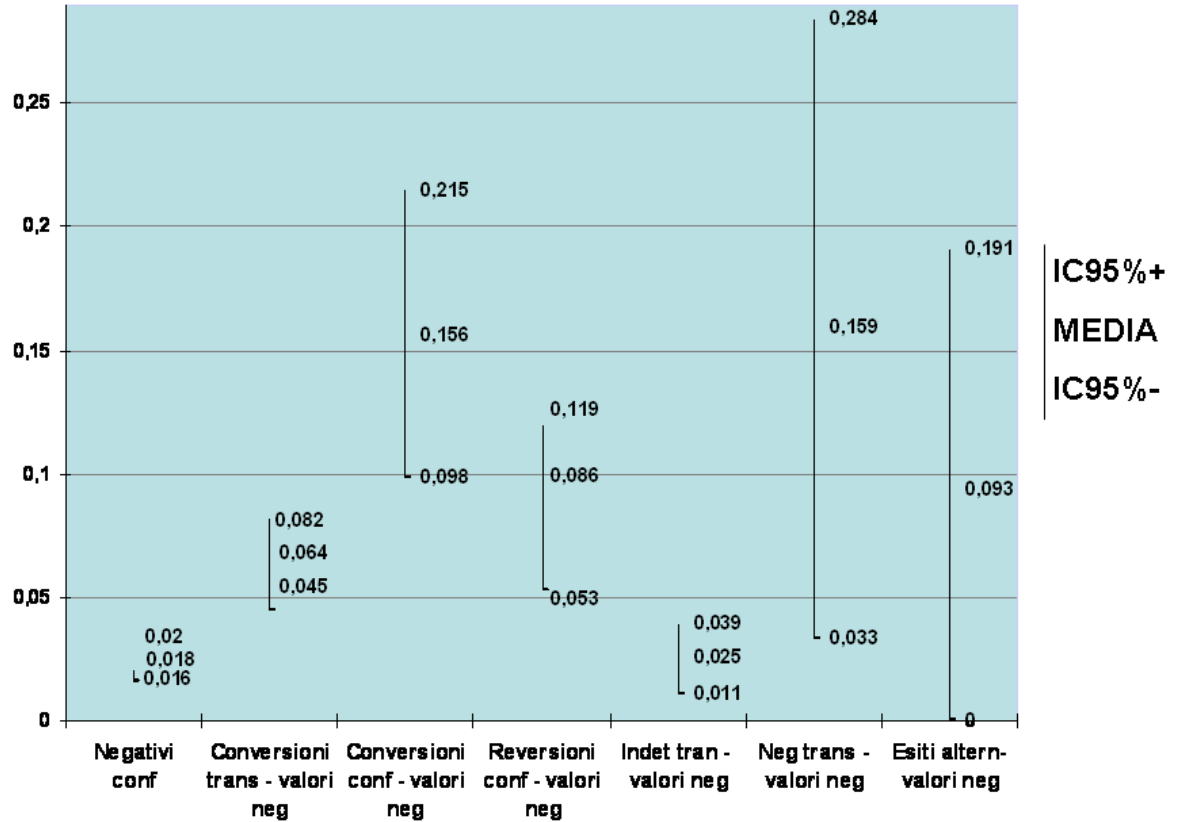 0,284
0,25
0,215
0,2
0,191
IC95%+
0,156
0,159
MEDIA
0,15
IC95%-
0,119
0,1
0,098
0,086
0,093
0,082
0,064
0,045
0,05
0,053
0,02
0,018
0,016
0,039
0,025
0,011
0,033
0
0
Negativi
conf
Conversioni
trans - valori
neg
Conversioni
conf - valori
neg
Reversioni
conf - valori
neg
Indet tran -
valori neg
Neg trans -
valori neg
Esiti altern-
valori neg